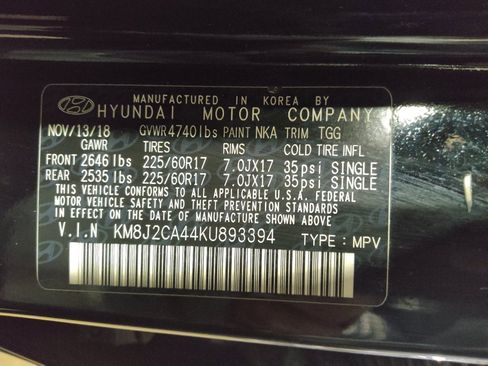 MANUFACTURED IN KOREA BY
HYUNDAI MOTOR COMPANY
NOV/13/18 GVWR4740lbs PAINT NKA TRIM TGG
GAWR TIRES RIMS COLD TIRE INFL
FRONT 2646 lbs 225/60R17 7.0JX17 35psi SINGLE
REAR 2535 lbs 225/60R17 7.0JX17 35psi SINGLE
THIS VEHICLE CONFORMS TO ALL APPLICABLE U.S.A. FEDERAL
MOTOR VEHICLE SAFETY AND THEFT PREVENTION STANDARDS
IN EFFECT ON THE DATE OF MANUFACTURE SHOWN ABOVE.
V.I.N KM8J2CA44KU893394 TYPE : MPV